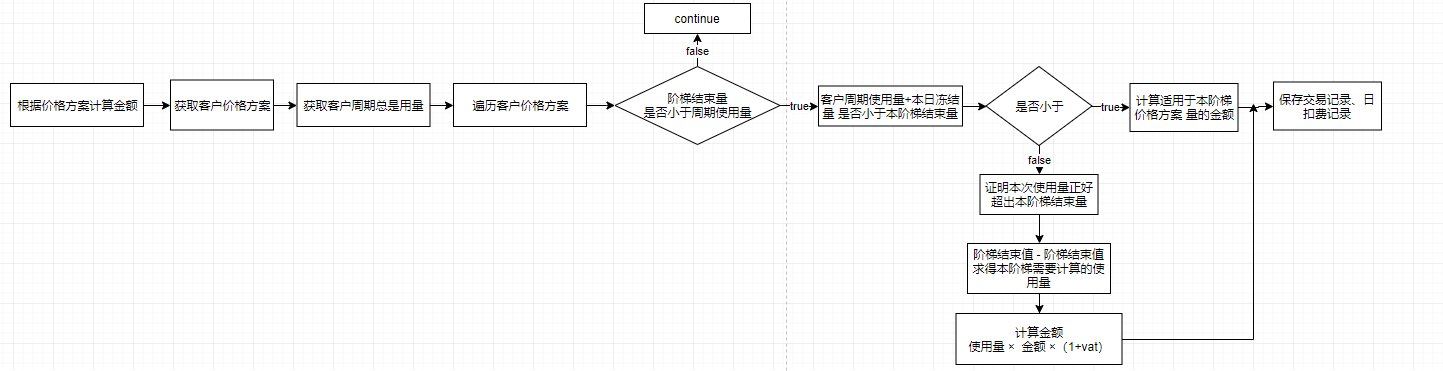 continue
false
根据价格方案计算金额
获取客户价格方案
获取客户周期总是用量
遍历客户价格方案
阶梯结束量
是否小于周期使用量
true
客户周期使用量+本日冻结
量 是否小于本阶梯结束量
是否小于
true
计算适用于本阶梯
价格方案 量的金额
保存交易记录、日
扣费记录
false
证明本次使用量正好
超出本阶梯结束量
阶梯结束值 - 阶梯结束值
求得本阶梯需要计算的使
用量
计算金额
使用量 × 金额 ×（1+vat）